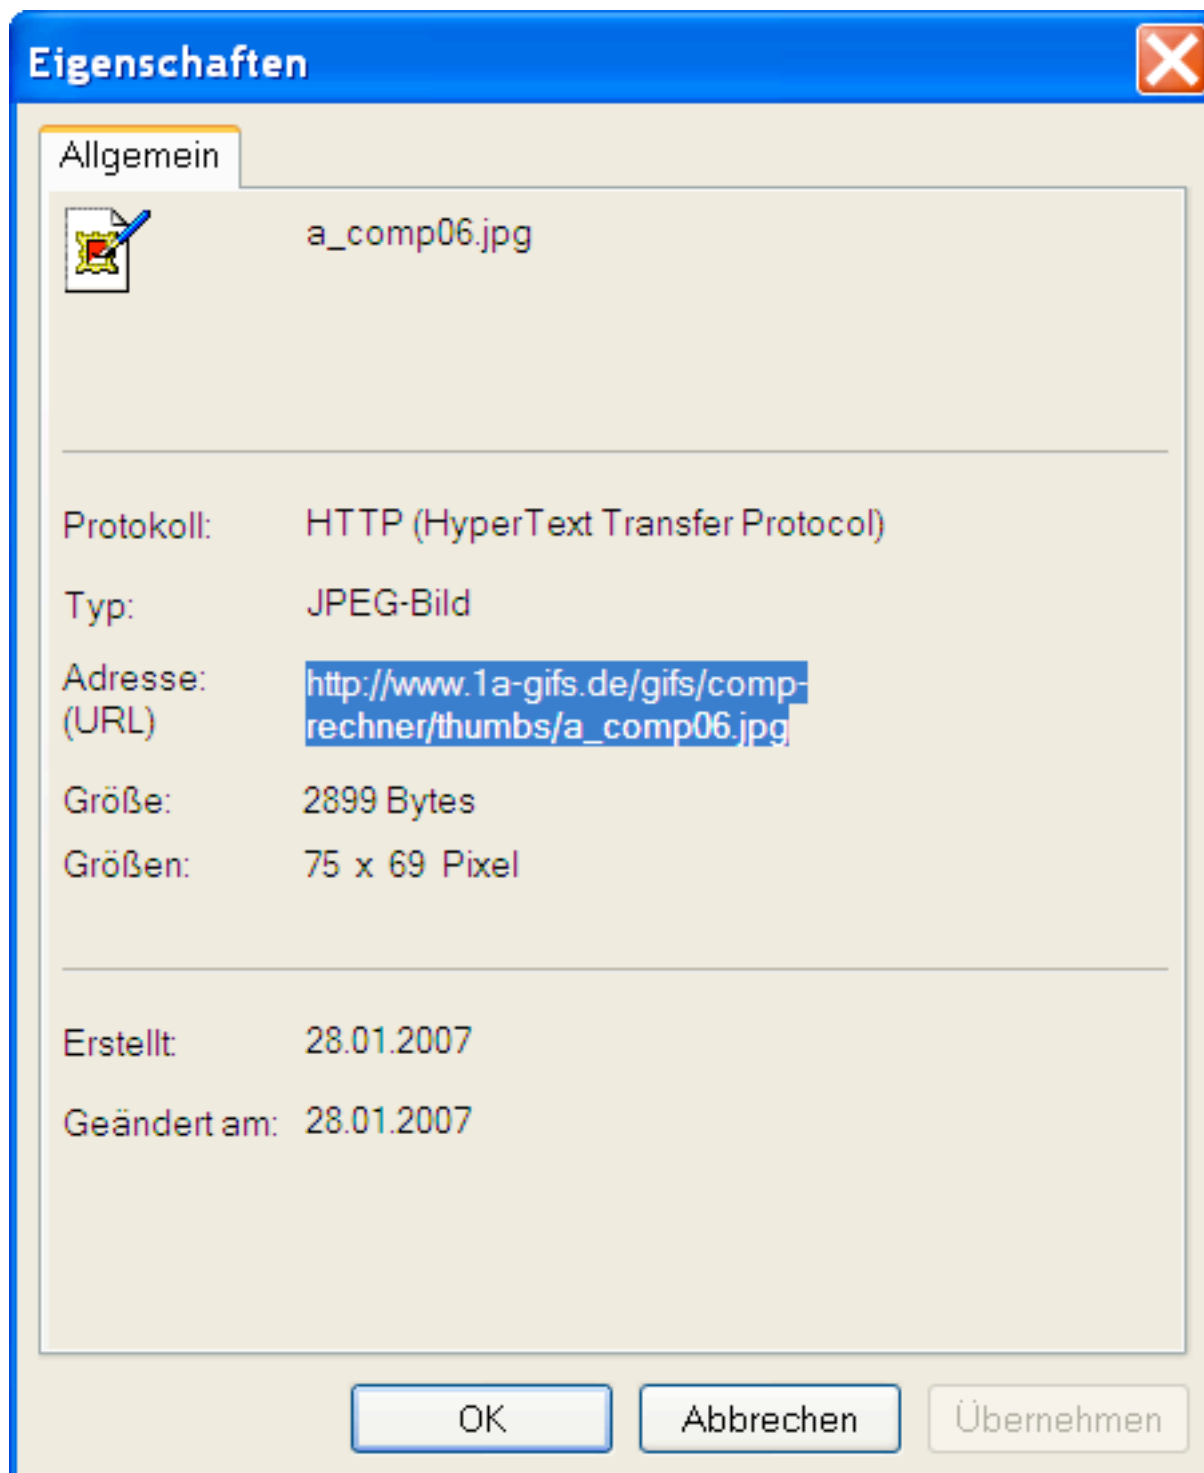 Eigenschaften
Allgemein
a_comp06.jpg
Protokoll: HTTP (HyperText Transfer Protocol)
Typ: JPEG-Bild
Adresse: http://www.1a-gifs.de/gifs/comp-
(URL) rechner/thumbs/a_comp06.jpg
Größe: 2899 Bytes
Größen: 75 x 69 Pixel
Erstellt: 28.01.2007
Geändert am: 28.01.2007
OK Abbrechen Übernehmen